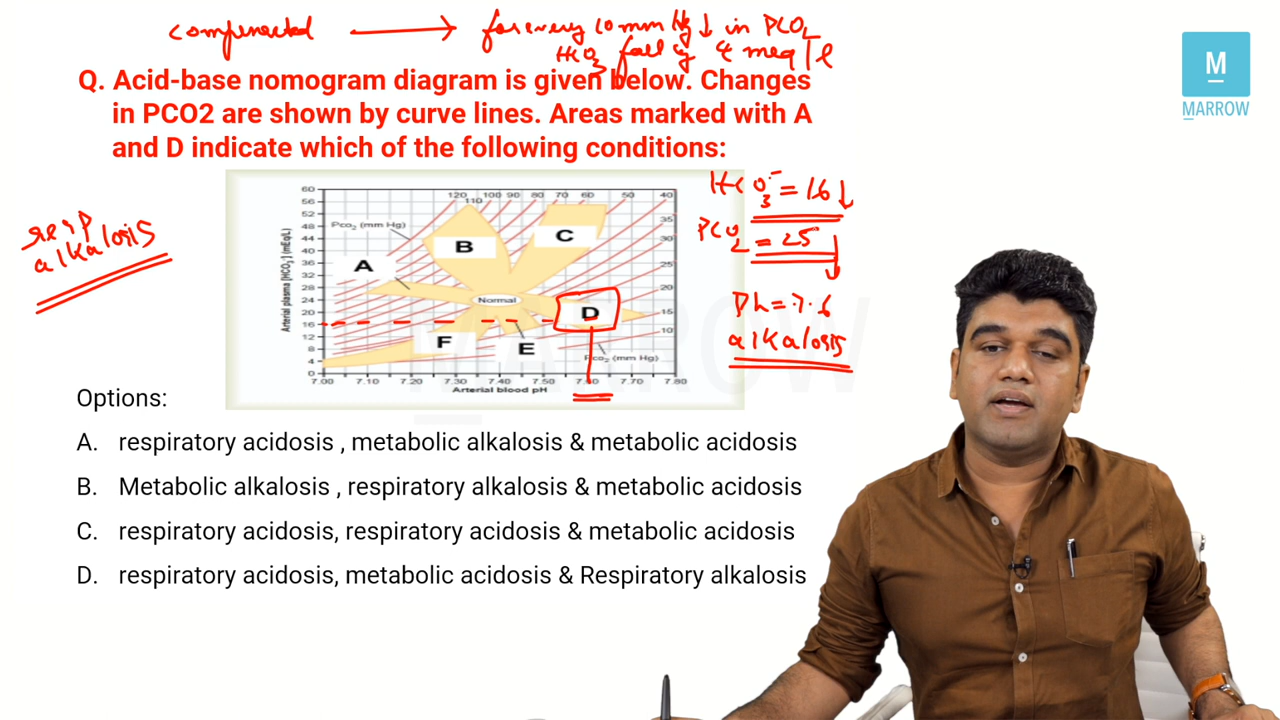 compensated → for every 10 mm Hg ↓ in PCO2
HCO3 fall by 4 meq/l
M
MARROW
Q. Acid-base nomogram diagram is given below. Changes
in PCO2 are shown by curve lines. Areas marked with A
and D indicate which of the following conditions:
HCO3- = 16 ↓
PCO2 = 25 ↓
PH = 7.6
alkalosis
resp
alkalosis
60
56
52
48
44
40
36
32
28
24
20
16
12
8
4
0
120 110 100 90 80 70 60 50 40
35
30
25
20
15
10
Pco2 (mm Hg)
Arterial plasma [HCO3-] (mEq/L)
A
B
C
Normal
D
E
F
Pco2 (mm Hg)
7.00 7.10 7.20 7.30 7.40 7.50 7.60 7.70 7.80
Arterial blood pH
MARROW
Options:
A. respiratory acidosis , metabolic alkalosis & metabolic acidosis
B. Metabolic alkalosis , respiratory alkalosis & metabolic acidosis
C. respiratory acidosis, respiratory acidosis & metabolic acidosis
D. respiratory acidosis, metabolic acidosis & Respiratory alkalosis